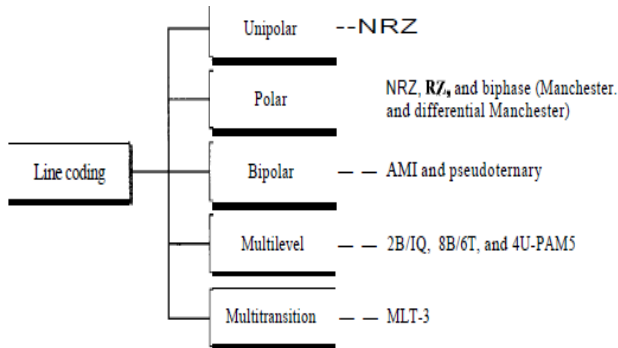 Unipolar --NRZ
Polar
NRZ, RZ, and biphase (Manchester.
and differential Manchester)
Line coding
Bipolar — — AMI and pseudoternary
Multilevel — — 2B/IQ, 8B/6T, and 4U-PAM5
Multitransition — — MLT-3